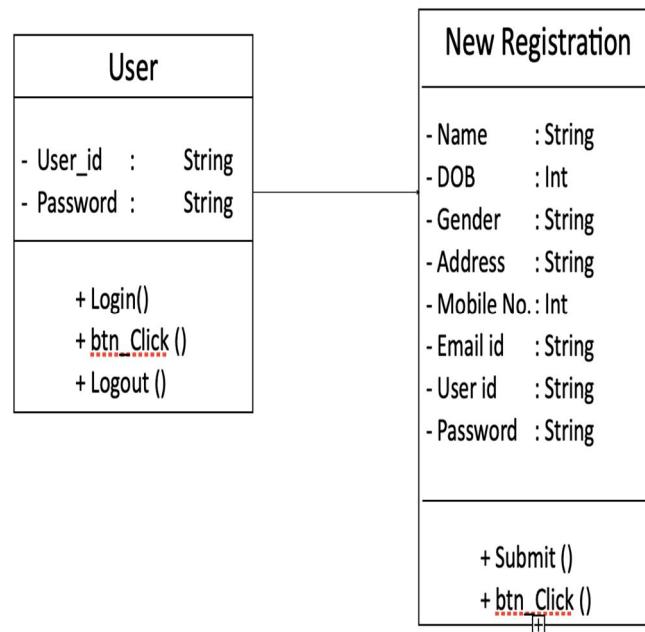 User
- User_id : String
- Password : String
+ Login()
+ btn_Click ()
+ Logout ()
New Registration
- Name : String
- DOB : Int
- Gender : String
- Address : String
- Mobile No. : Int
- Email id : String
- User id : String
- Password : String
+ Submit ()
+ btn_Click ()